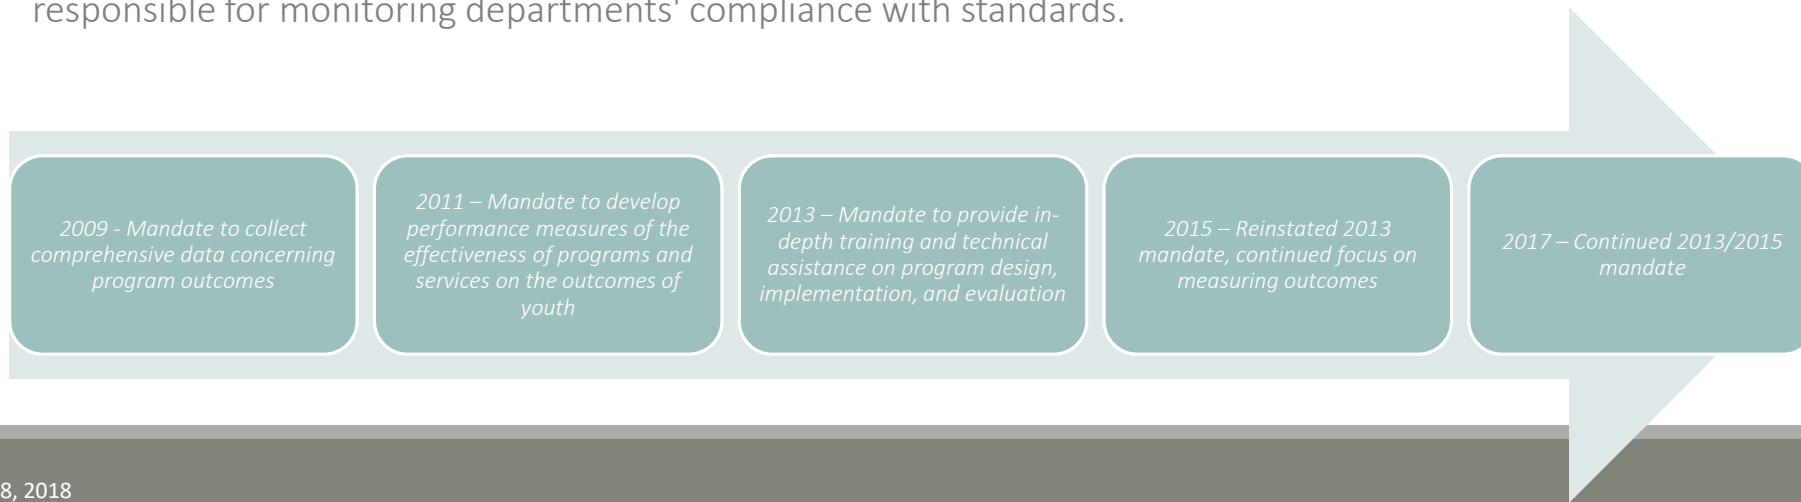 responsible for monitoring departments' compliance with standards.
2009 - Mandate to collect
comprehensive data concerning
program outcomes
2011 – Mandate to develop
performance measures of the
effectiveness of programs and
services on the outcomes of
youth
2013 – Mandate to provide in-
depth training and technical
assistance on program design,
implementation, and evaluation
2015 – Reinstated 2013
mandate, continued focus on
measuring outcomes
2017 – Continued 2013/2015
mandate
8, 2018